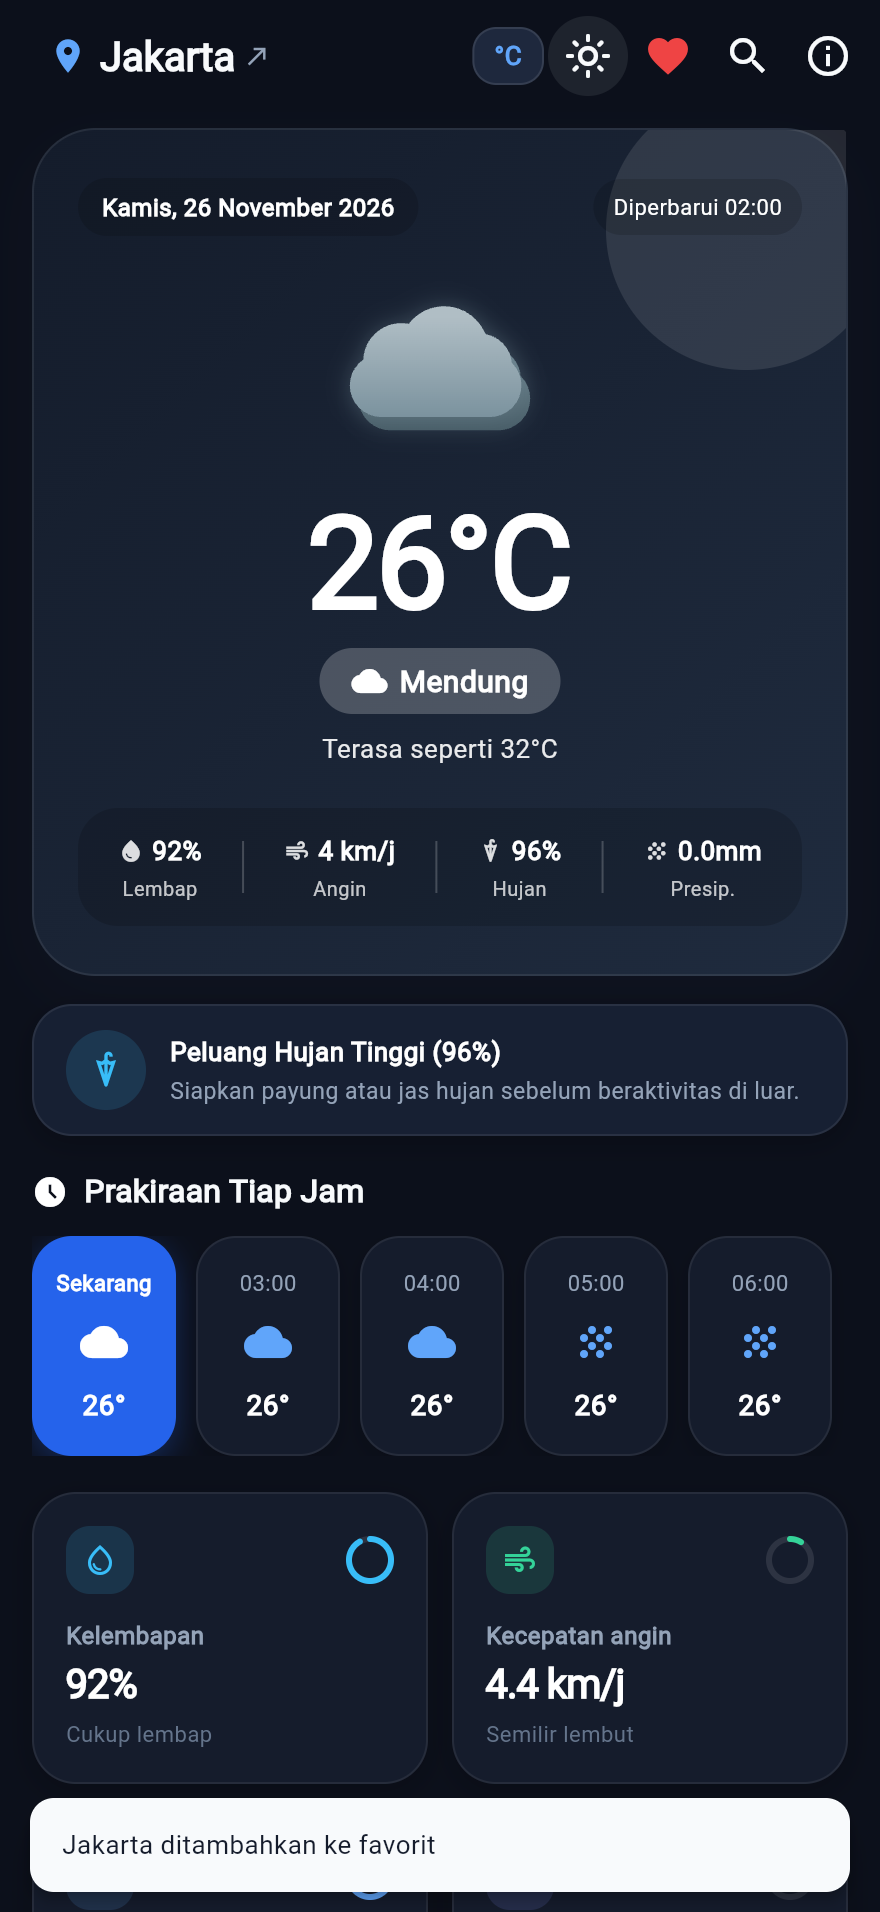 Jakarta
°C
Kamis, 26 November 2026
Diperbarui 02:00
26°C
Mendung
Terasa seperti 32°C
92%
4 km/j
96%
0.0mm
Lembap
Angin
Hujan
Presip.
Peluang Hujan Tinggi (96%)
Siapkan payung atau jas hujan sebelum beraktivitas di luar.
Prakiraan Tiap Jam
Sekarang
03:00
04:00
05:00
06:00
26°
26°
26°
26°
26°
Kelembapan
92%
Cukup lembap
Kecepatan angin
4.4 km/j
Semilir lembut
Jakarta ditambahkan ke favorit